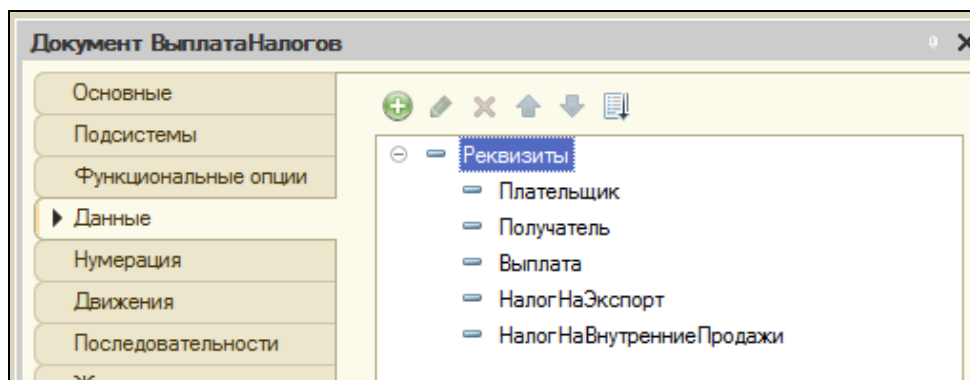 Документ ВыплатаНалогов
Основные
Подсистемы
Функциональные опции
Данные
Нумерация
Движения
Последовательности
Реквизиты
Плательщик
Получатель
Выплата
НалогНаЭкспорт
НалогНаВнутренниеПродажи